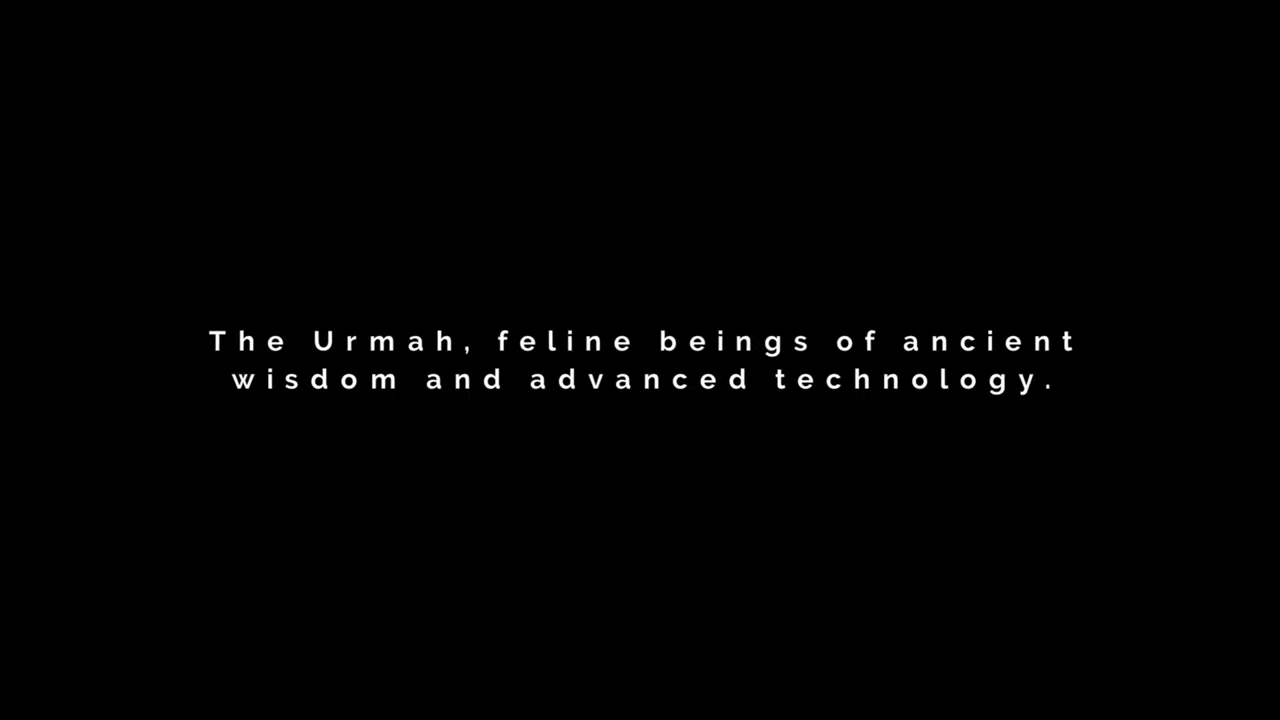 The Urmah, feline beings of ancient
wisdom and advanced technology.